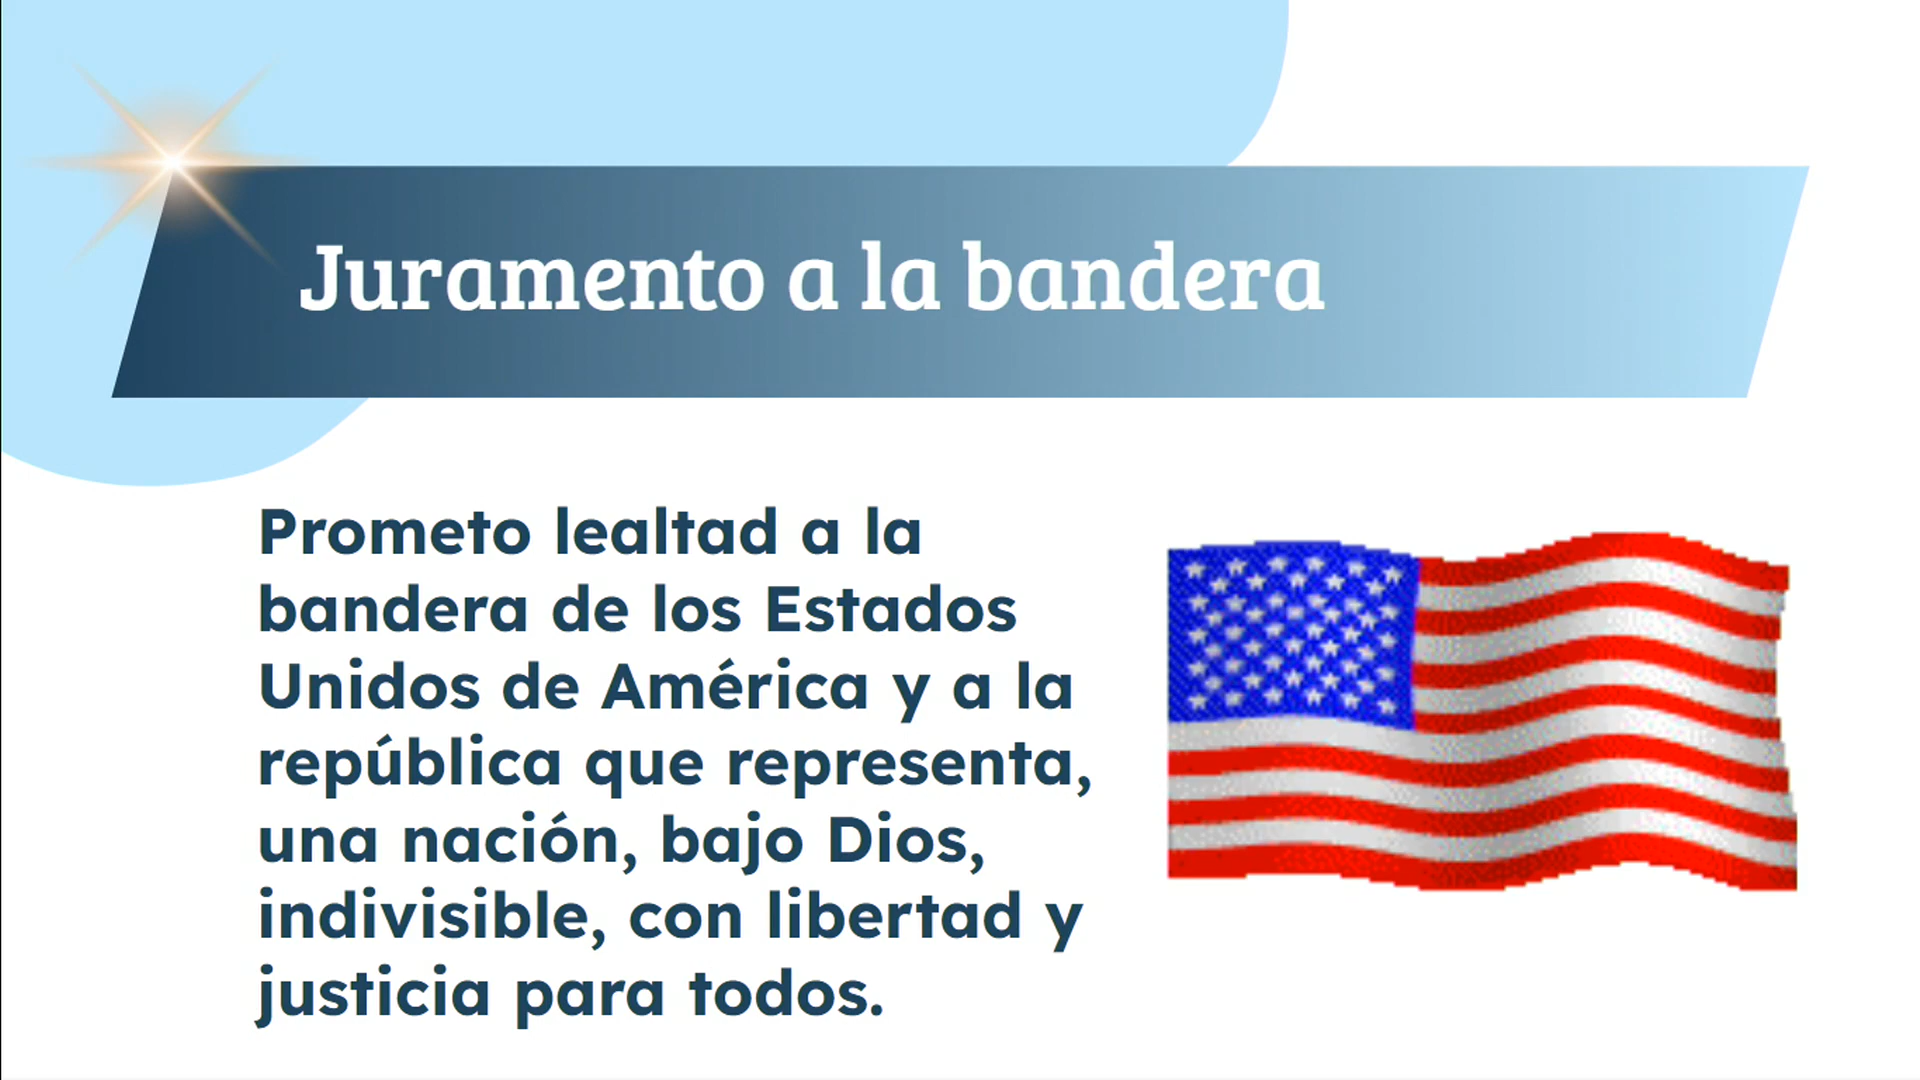 Juramento a la bandera
Prometo lealtad a la
bandera de los Estados
Unidos de América y a la
república que representa,
una nación, bajo Dios,
indivisible, con libertad y
justicia para todos.